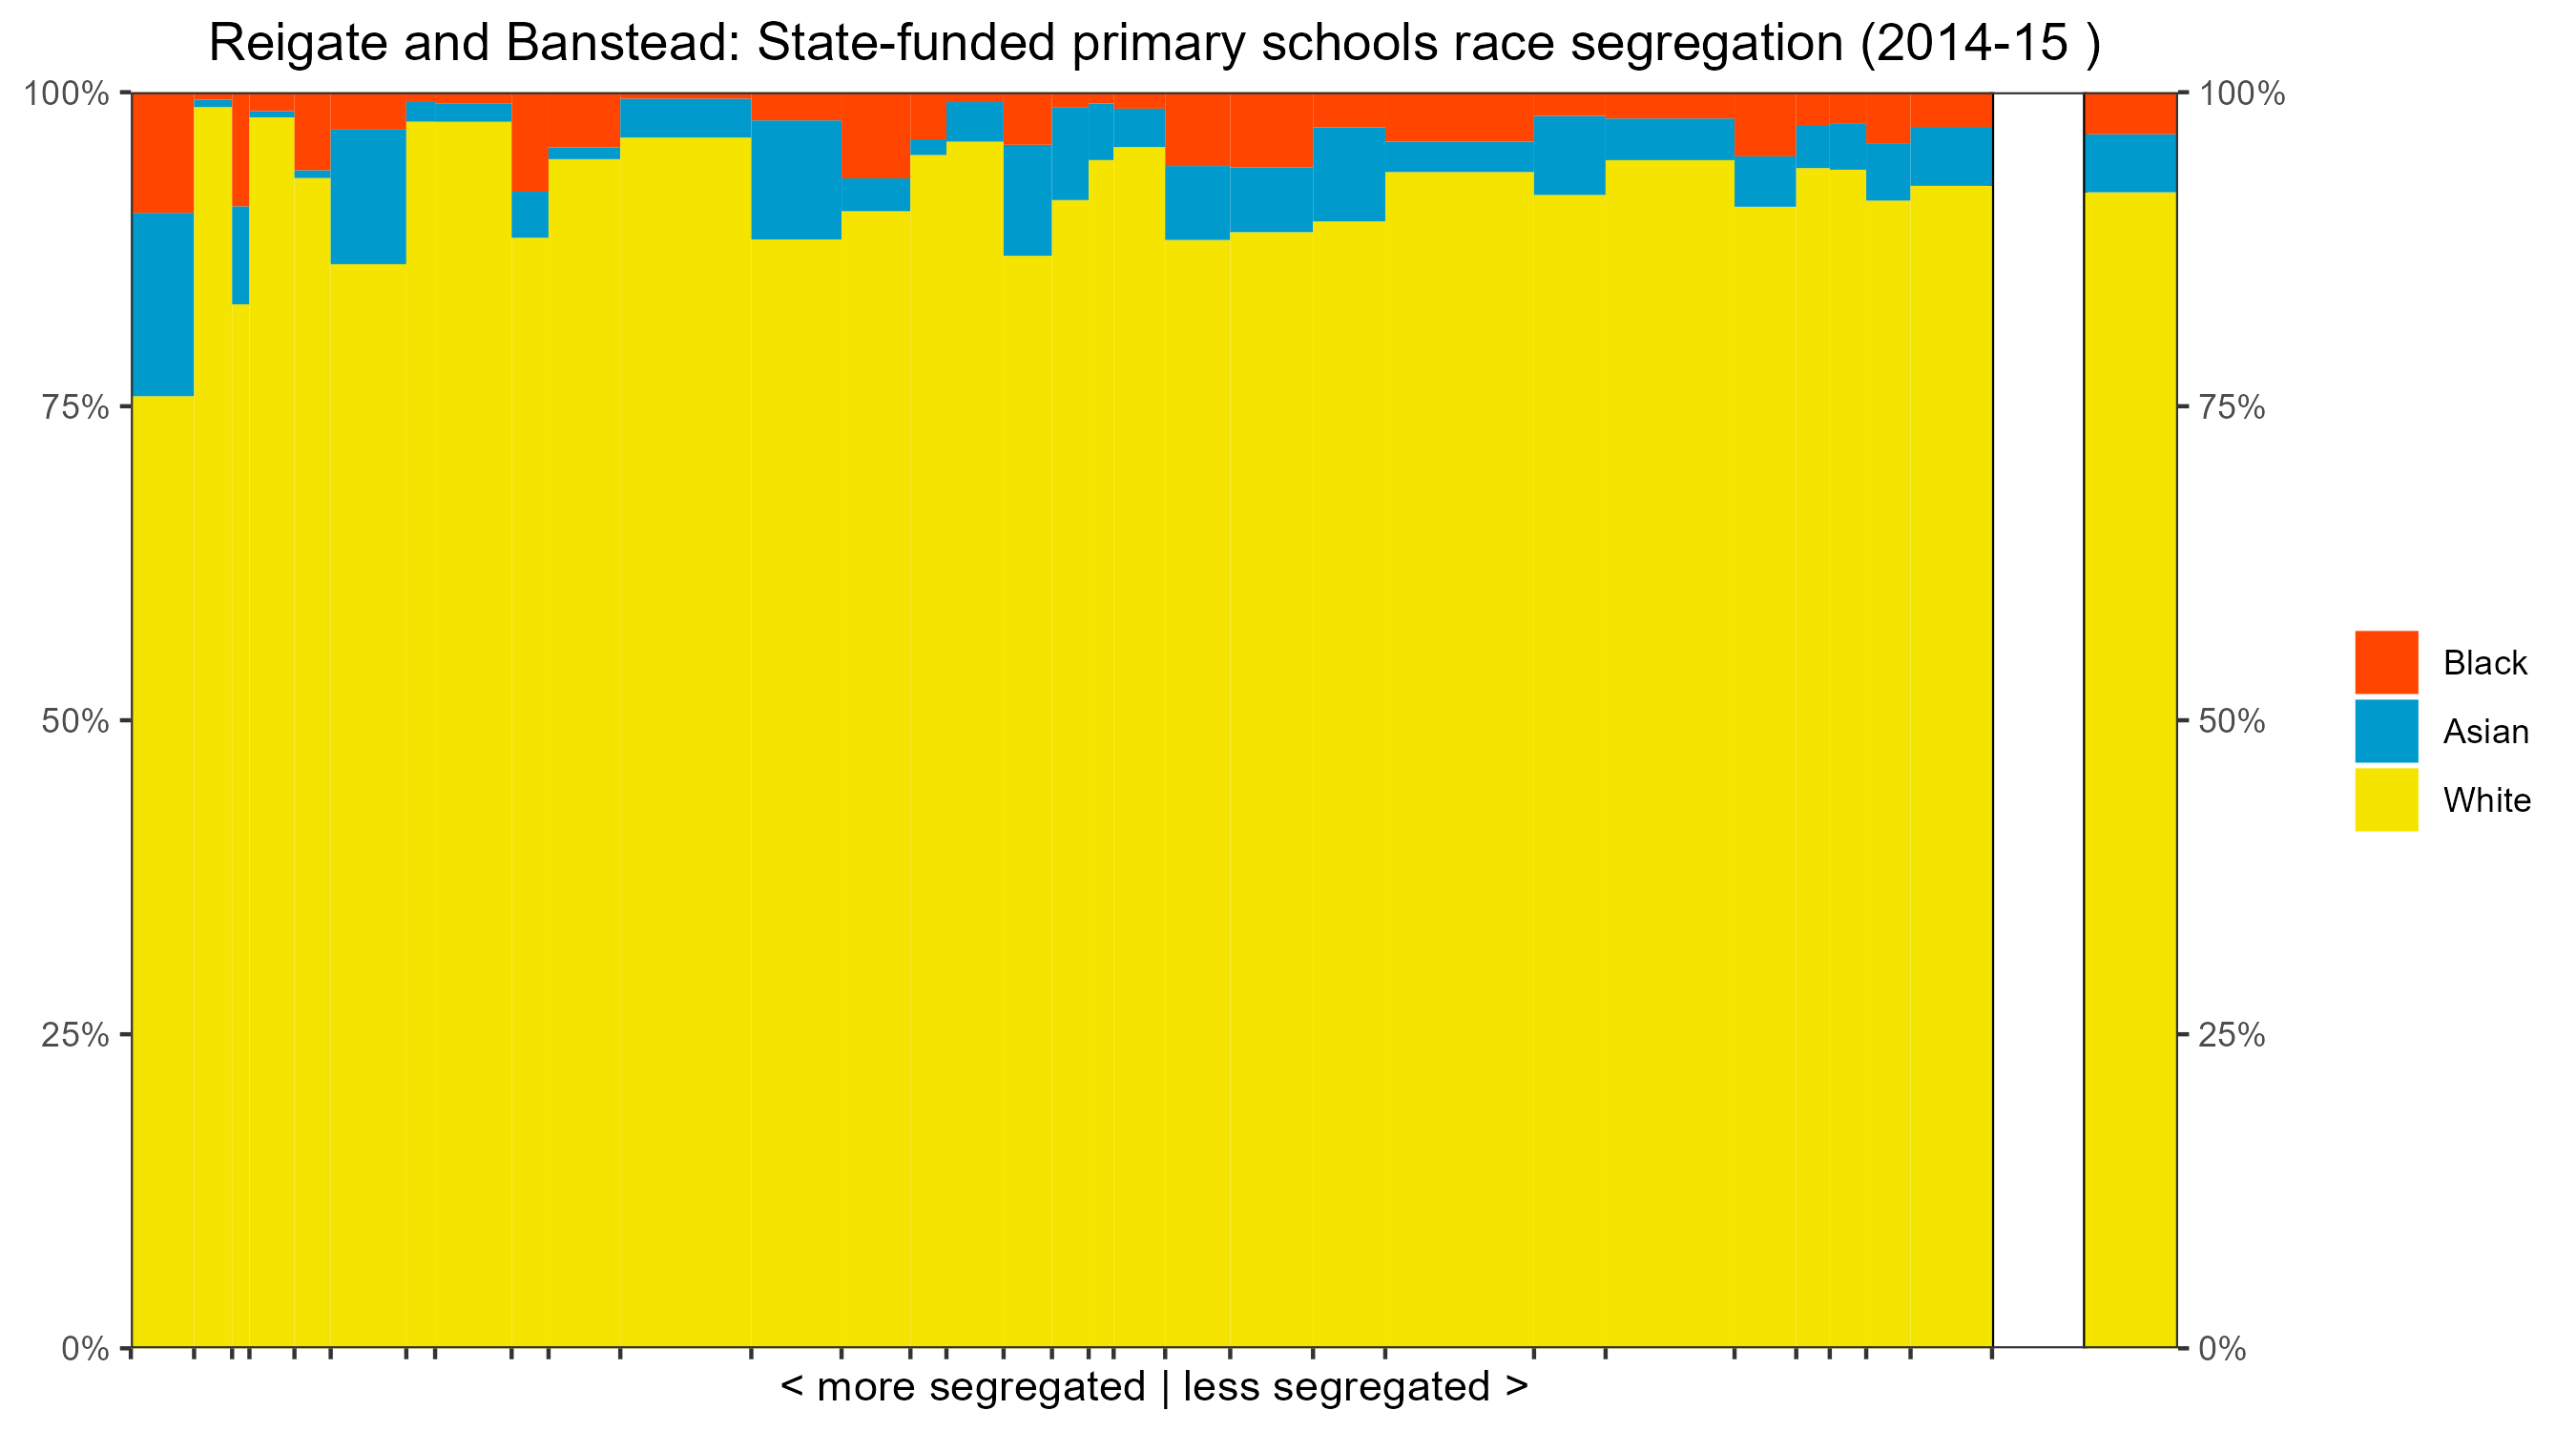 Reigate and Banstead: State-funded primary schools race segregation (2014-15 )
100%
75%
50%
25%
0%
100%
75%
50%
25%
0%
Black
Asian
White
< more segregated | less segregated >